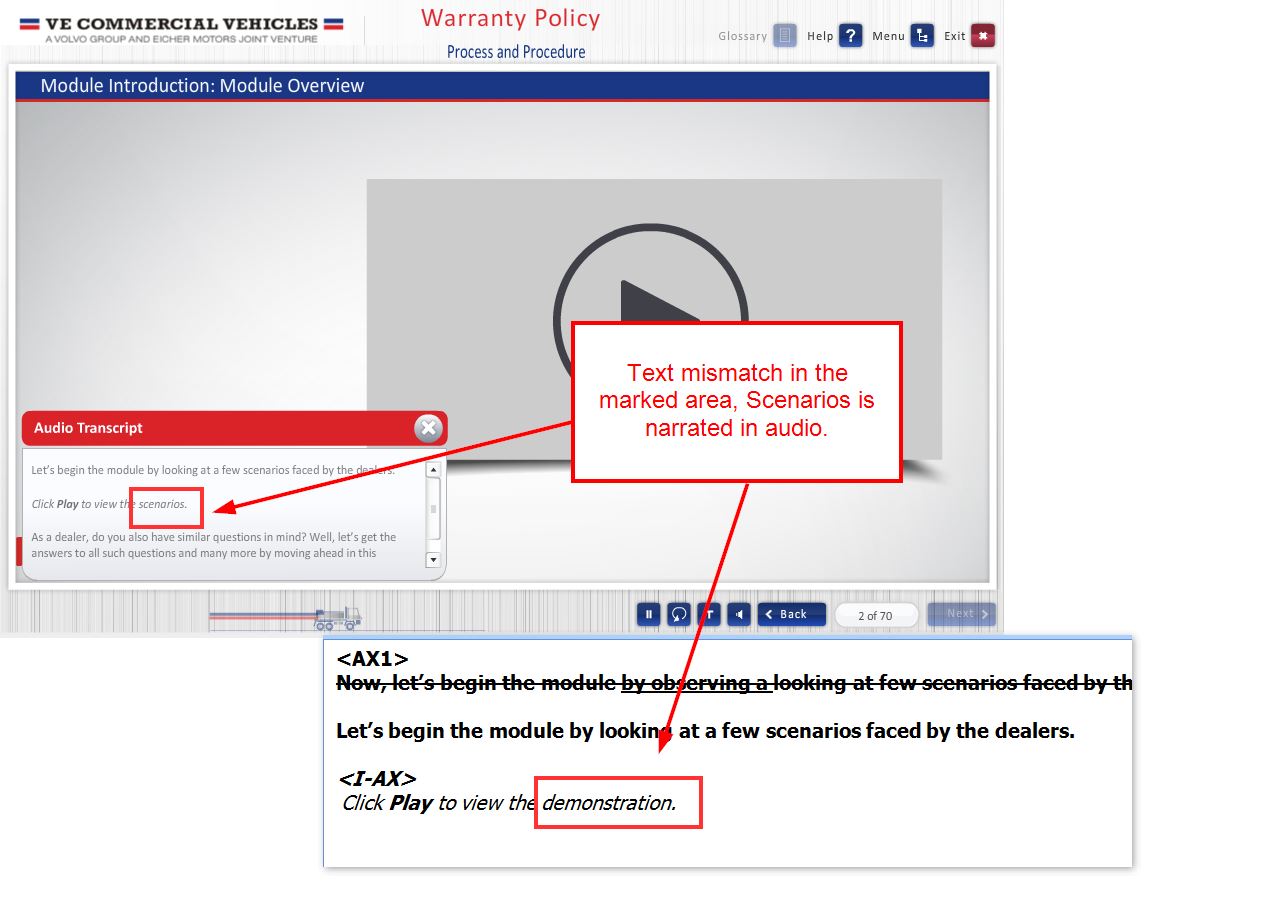 VE COMMERCIAL VEHICLES
A VOLVO GROUP AND EICHER MOTORS JOINT VENTURE
Warranty Policy
Process and Procedure
Glossary Help ? Menu Exit
Module Introduction: Module Overview
Text mismatch in the
marked area, Scenarios is
narrated in audio.
Audio Transcript
Let's begin the module by looking at a few scenarios faced by the dealers.
Click Play to view the scenarios.
As a dealer, do you also have similar questions in mind? Well, let's get the
answers to all such questions and many more by moving ahead in this
T Back 2 of 70 Next
<AX1>
Now, let's begin the module by observing a looking at few scenarios faced by th
Let's begin the module by looking at a few scenarios faced by the dealers.
<I-AX>
Click Play to view the demonstration.